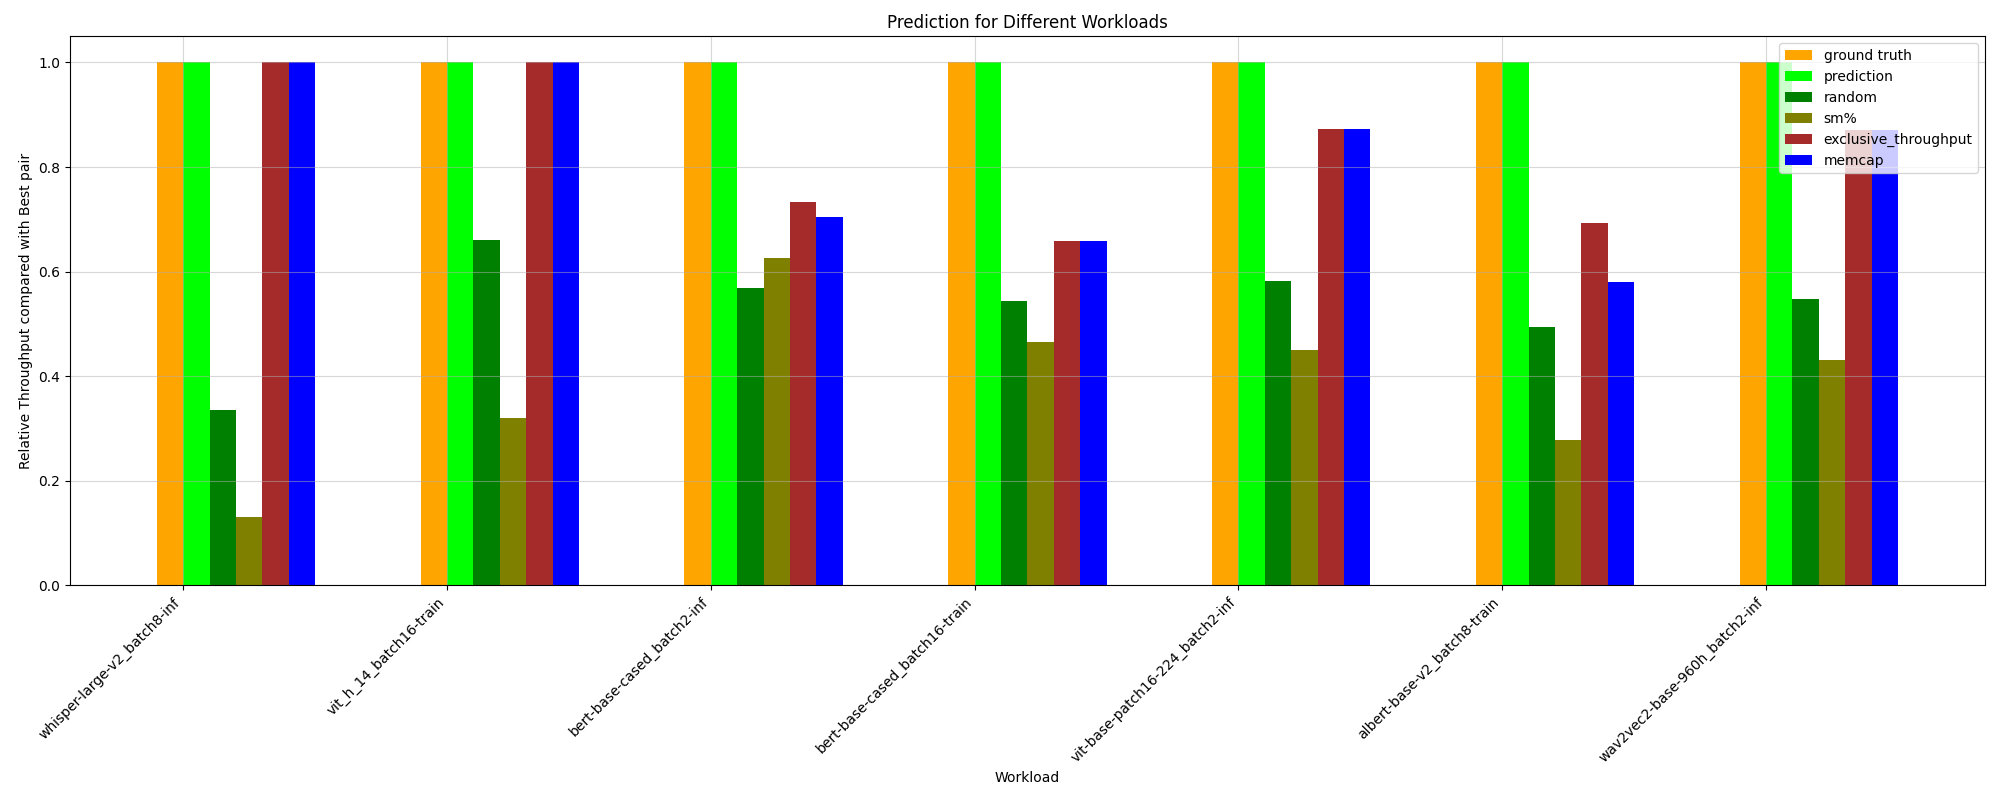 Prediction for Different Workloads
Relative Throughput compared with Best pair
1.0
0.8
0.6
0.4
0.2
0.0
ground truth
prediction
random
sm%
exclusive_throughput
memcap
whisper-large-v2_batch8-inf
vit_h_14_batch16-train
bert-base-cased_batch2-inf
bert-base-cased_batch16-train
vit-base-patch16-224_batch2-inf
albert-base-v2_batch8-train
wav2vec2-base-960h_batch2-inf
Workload